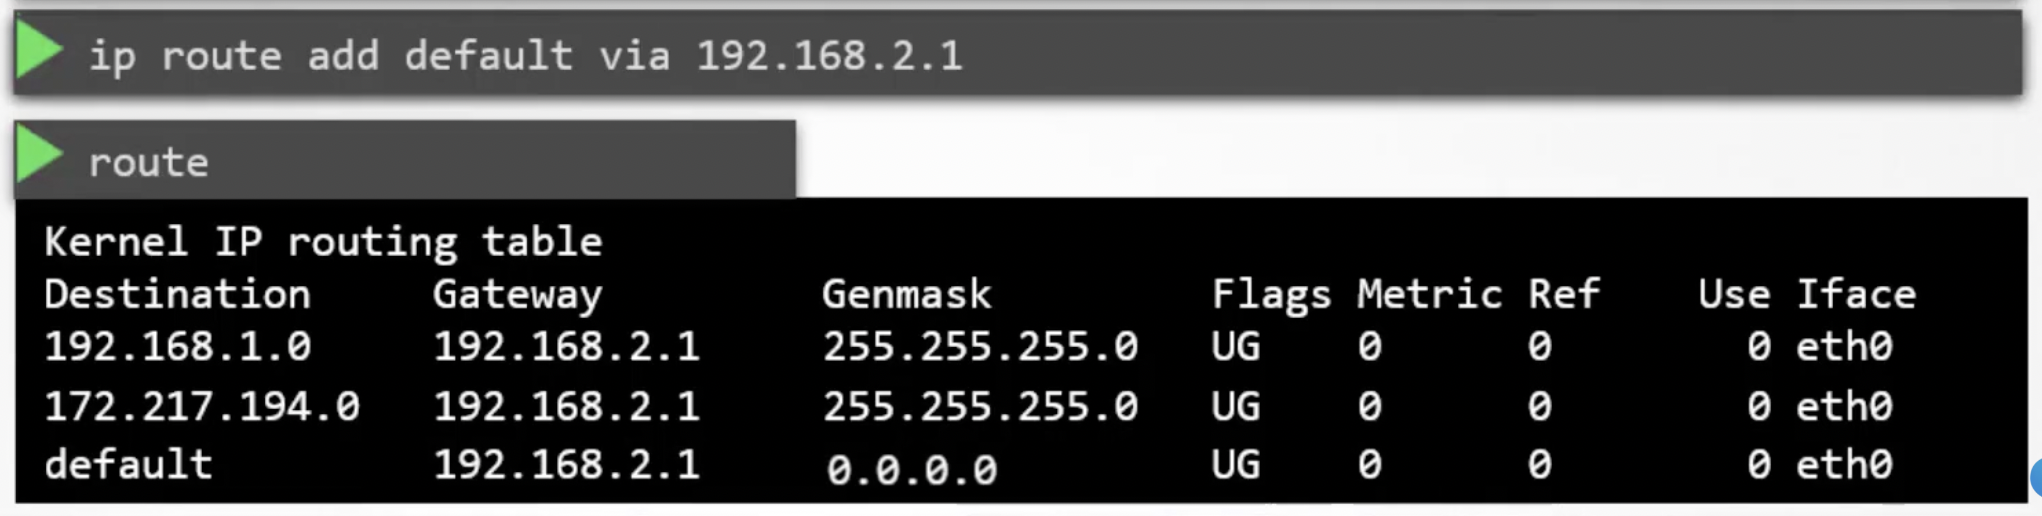 ip route add default via 192.168.2.1
route
Kernel IP routing table
Destination Gateway Genmask Flags Metric Ref Use Iface
192.168.1.0 192.168.2.1 255.255.255.0 UG 0 0 0 eth0
172.217.194.0 192.168.2.1 255.255.255.0 UG 0 0 0 eth0
default 192.168.2.1 0.0.0.0 UG 0 0 0 eth0